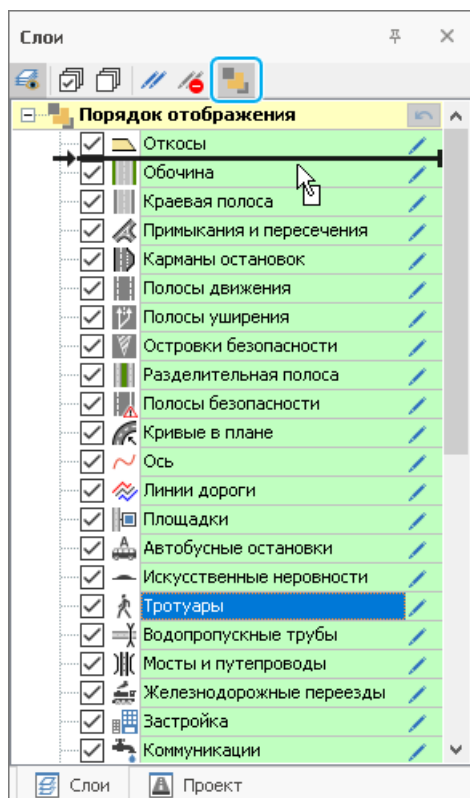 Слои
Порядок отображения
Откосы
Обочина
Краевая полоса
Примыкания и пересечения
Карманы остановок
Полосы движения
Полосы уширения
Островки безопасности
Разделительная полоса
Полосы безопасности
Кривые в плане
Ось
Линии дороги
Площадки
Автобусные остановки
Искусственные неровности
Тротуары
Водопропускные трубы
Мосты и путепроводы
Железнодорожные переезды
Застройка
Коммуникации
Слои Проект